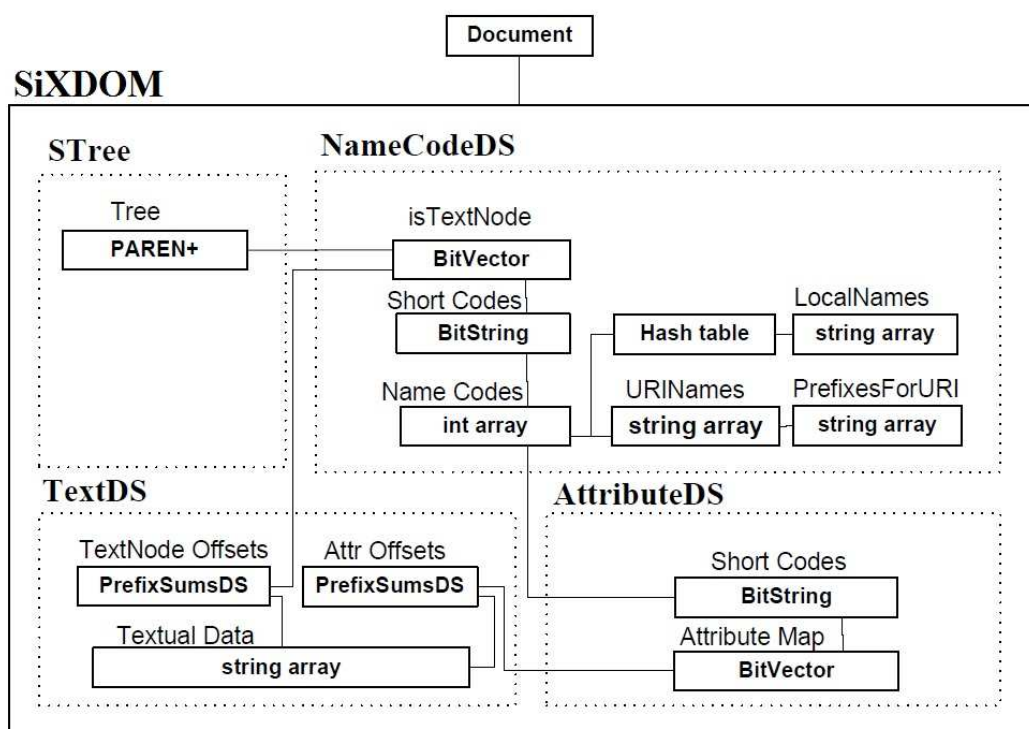 Document
SiXDOM
STree
NameCodeDS
Tree
PAREN+
isTextNode
BitVector
Short Codes
BitString
Name Codes
int array
Hash table
LocalNames
string array
URINames
string array
PrefixesForURI
string array
TextDS
TextNode Offsets
PrefixSumsDS
Attr Offsets
PrefixSumsDS
Textual Data
string array
AttributeDS
Short Codes
BitString
Attribute Map
BitVector